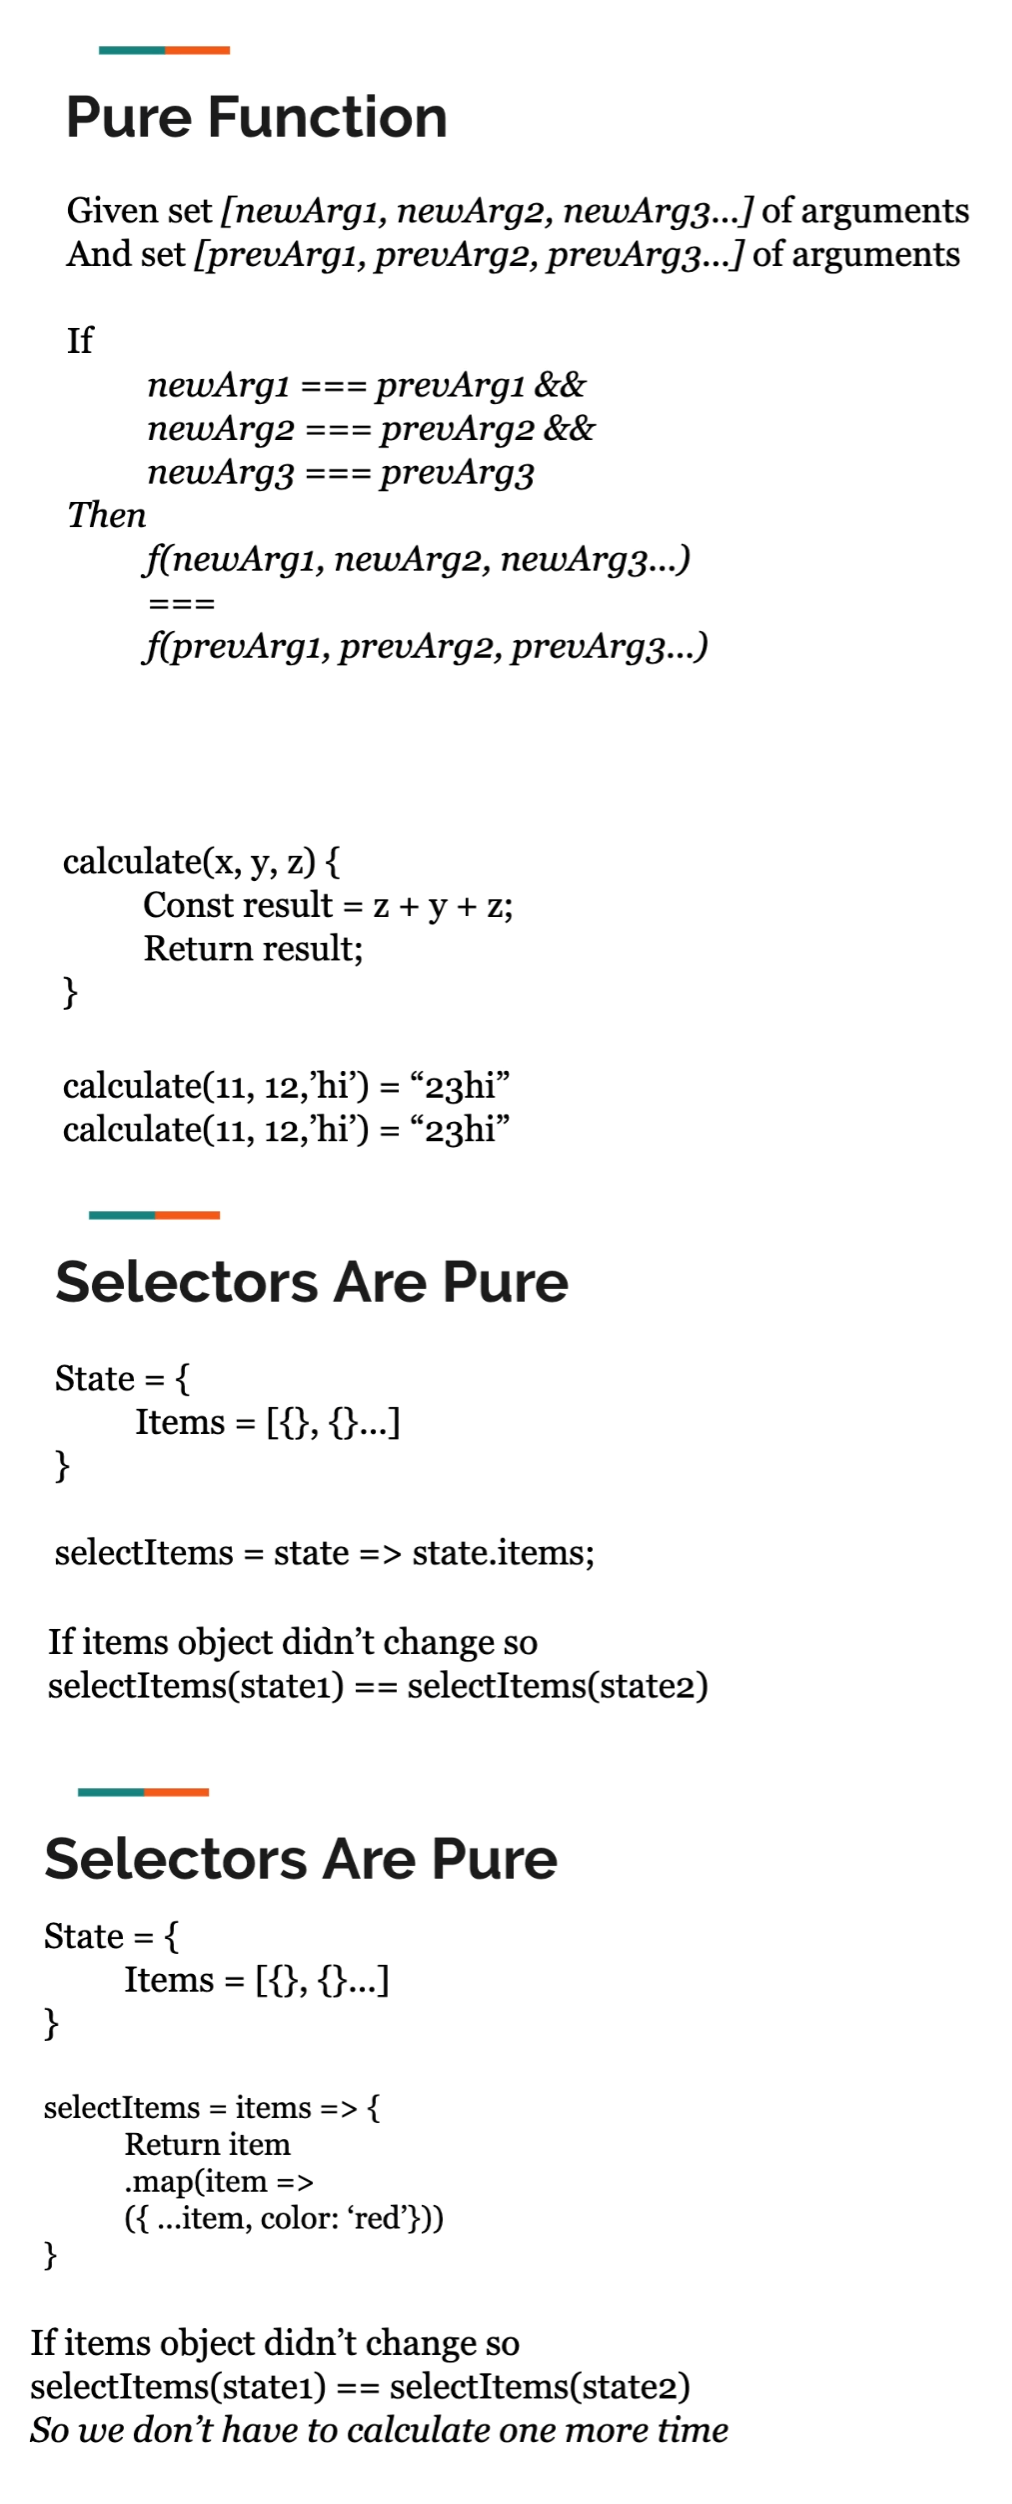 Pure Function
Given set [newArg1, newArg2, newArg3...] of arguments
And set [prevArg1, prevArg2, prevArg3...] of arguments
If
newArg1 === prevArg1 &&
newArg2 === prevArg2 &&
newArg3 === prevArg3
Then
f(newArg1, newArg2, newArg3...)
===
f(prevArg1, prevArg2, prevArg3...)
calculate(x, y, z) {
Const result = z + y + z;
Return result;
}
calculate(11, 12,’hi’) = “23hi”
calculate(11, 12,’hi’) = “23hi”
Selectors Are Pure
State = {
Items = [{}, {}...]
}
selectItems = state => state.items;
If items object didn’t change so
selectItems(state1) == selectItems(state2)
Selectors Are Pure
State = {
Items = [{}, {}...]
}
selectItems = items => {
Return item
.map(item =>
({ ...item, color: ‘red’}))
}
If items object didn’t change so
selectItems(state1) == selectItems(state2)
So we don’t have to calculate one more time